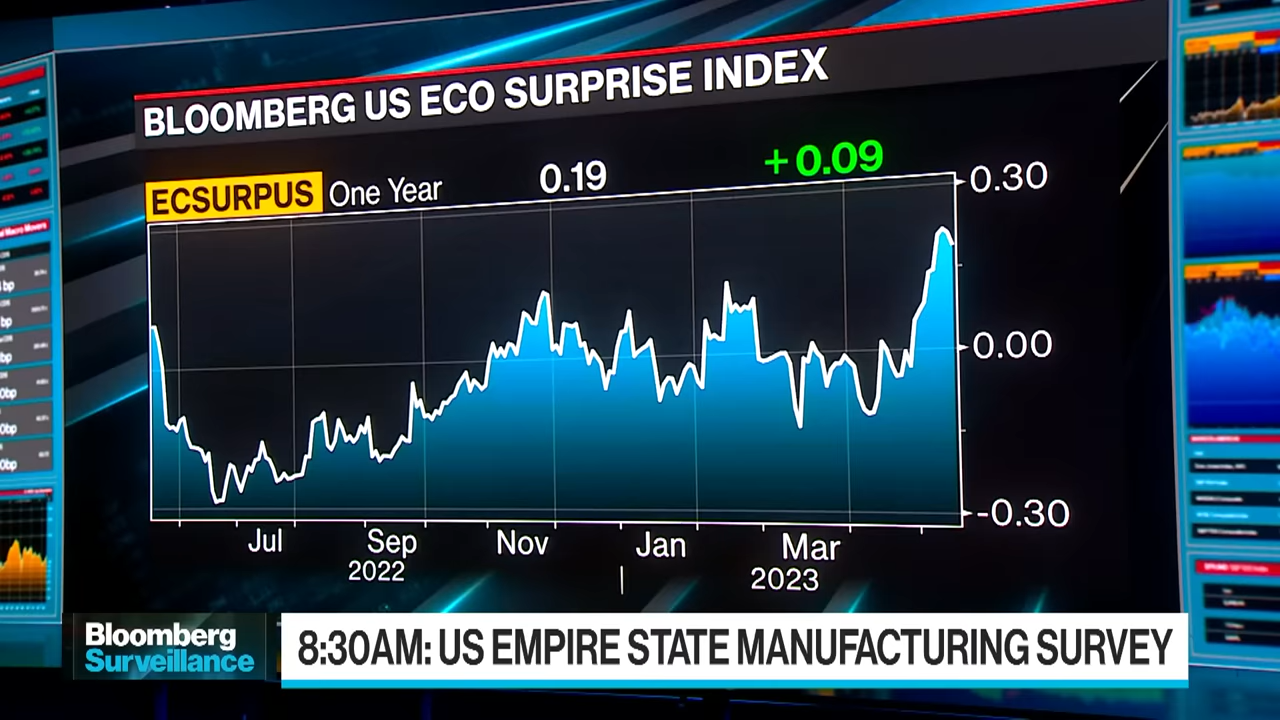 BLOOMBERG US ECO SURPRISE INDEX
ECSURPUS One Year 0.19 +0.09
0.30
0.00
-0.30
Jul Sep Nov Jan Mar
2022 2023
Bloomberg
Surveillance
8:30AM: US EMPIRE STATE MANUFACTURING SURVEY